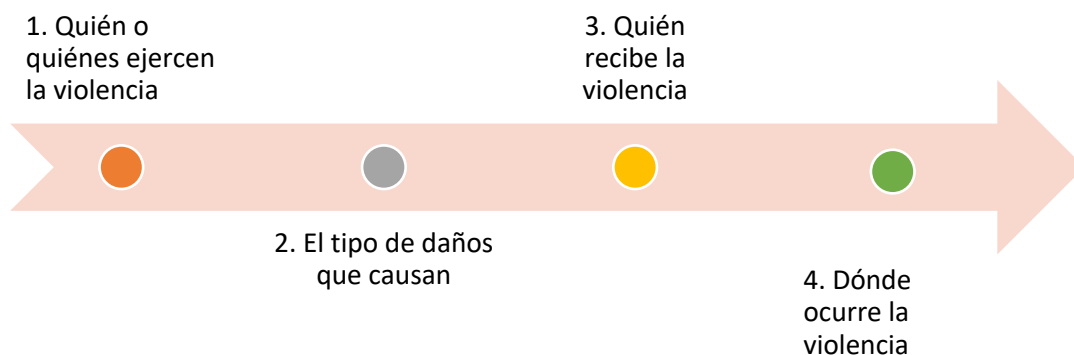 1. Quién o
quiénes ejercen
la violencia
2. El tipo de daños
que causan
3. Quién
recibe la
violencia
4. Dónde
ocurre la
violencia